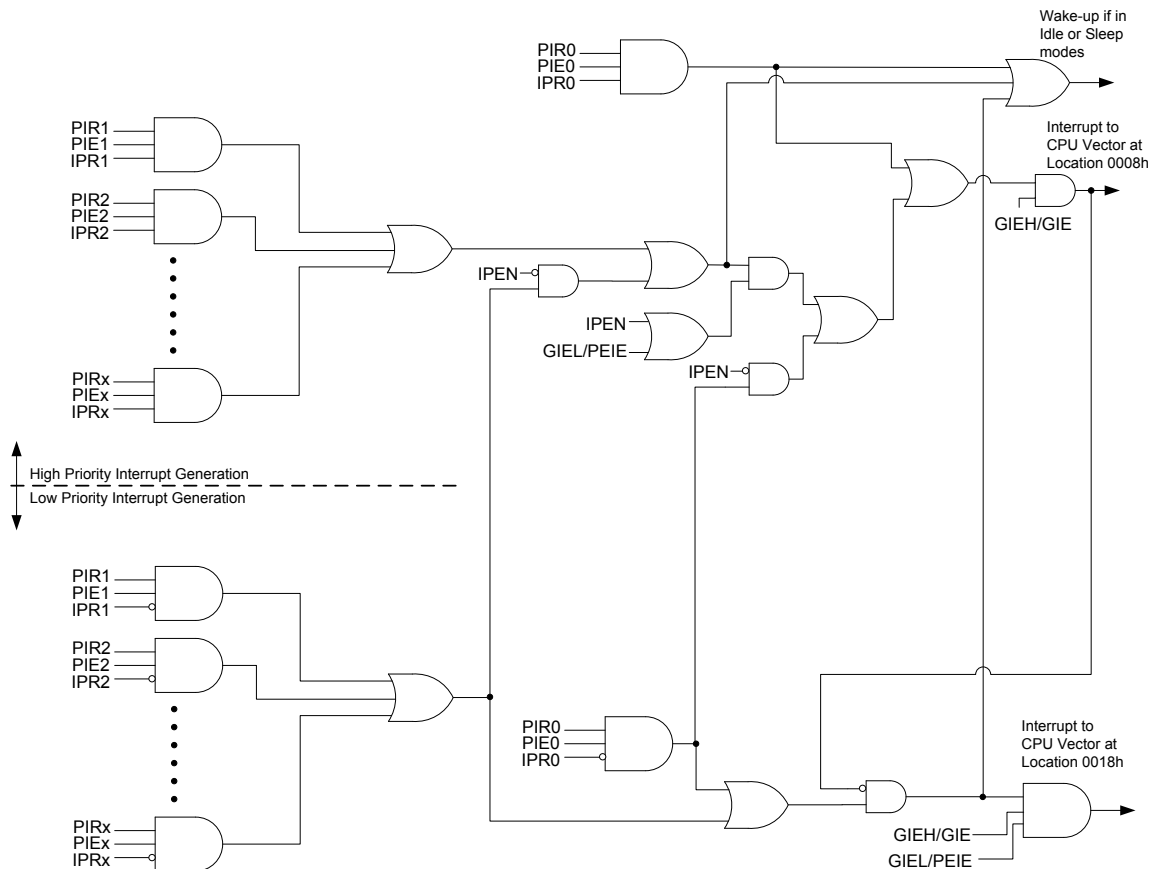 Wake-up if in
Idle or Sleep
modes
PIR0
PIE0
IPR0
PIR1
PIE1
IPR1
Interrupt to
CPU Vector at
Location 0008h
PIR2
PIE2
IPR2
GIEH/GIE
IPEN
IPEN
GIEL/PEIE
IPEN
PIRx
PIEx
IPRx
High Priority Interrupt Generation
Low Priority Interrupt Generation
PIR1
PIE1
IPR1
PIR2
PIE2
IPR2
PIR0
PIE0
IPR0
Interrupt to
CPU Vector at
Location 0018h
PIRx
PIEx
IPRx
GIEH/GIE
GIEL/PEIE